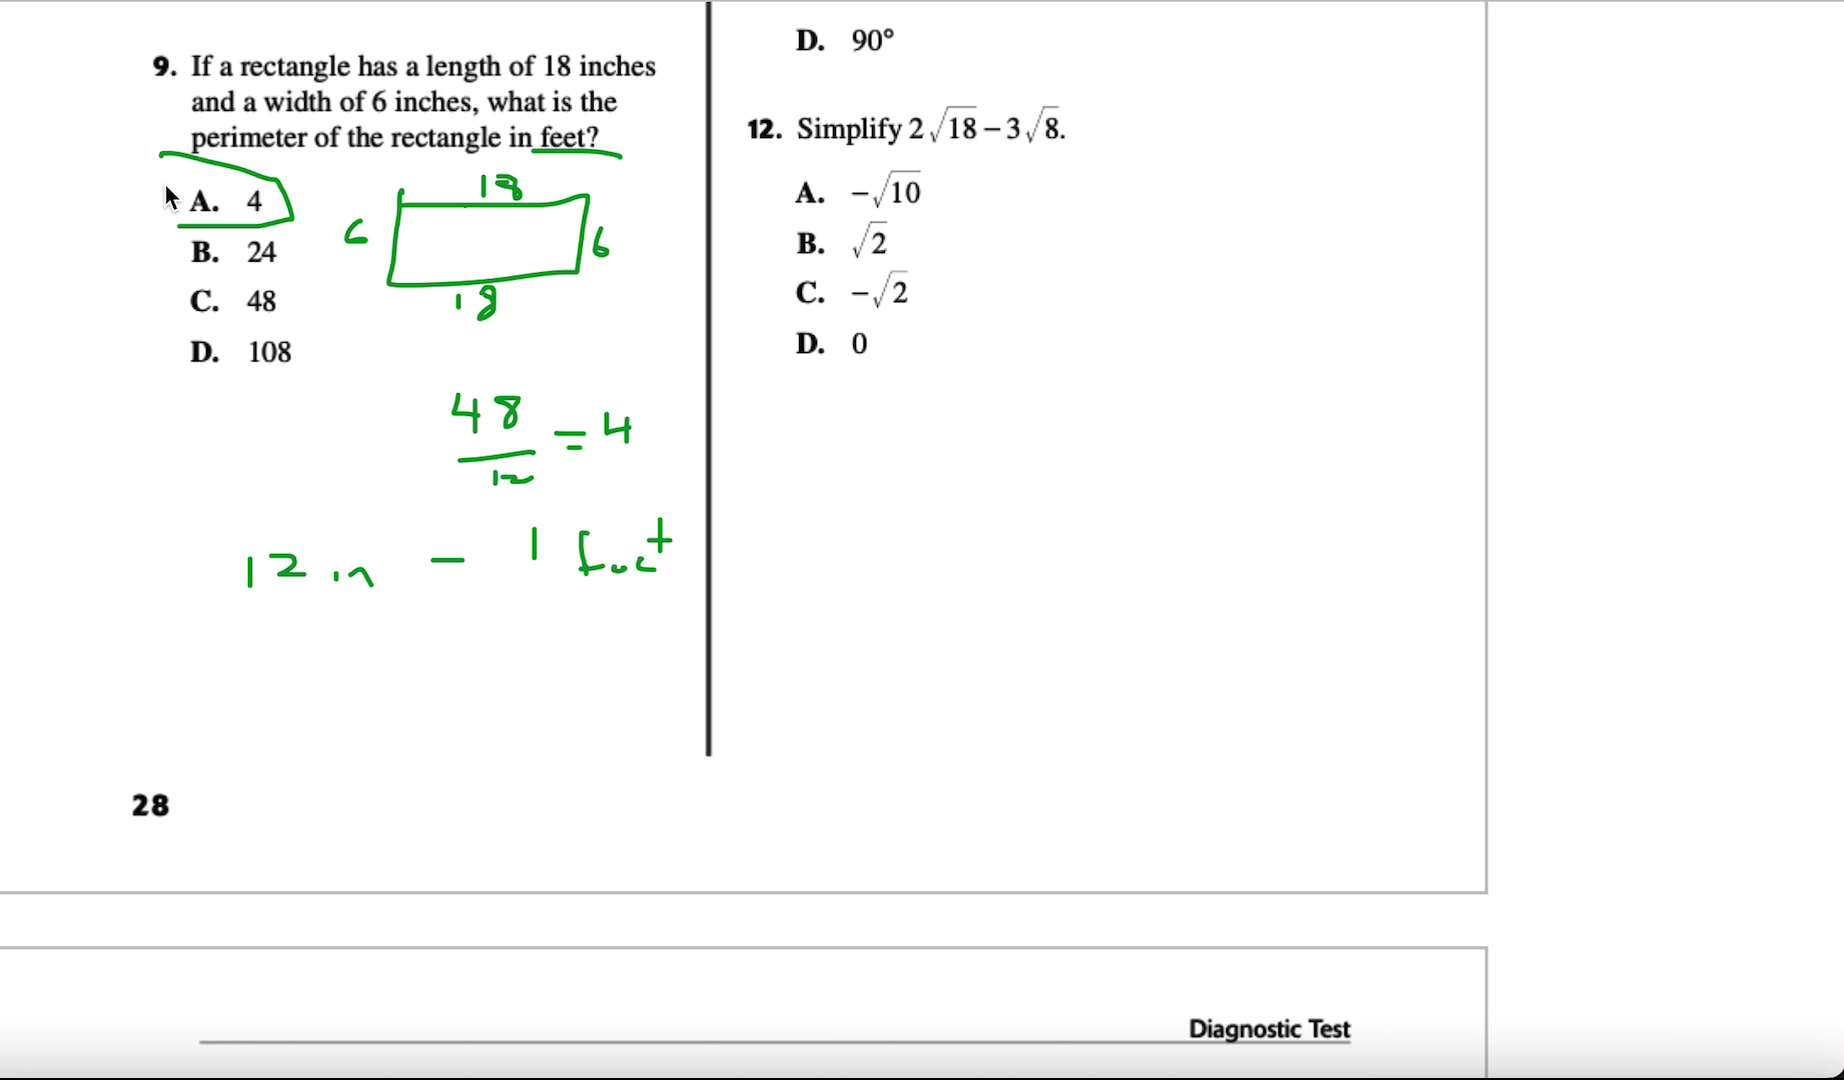 9. If a rectangle has a length of 18 inches
and a width of 6 inches, what is the
perimeter of the rectangle in feet?
A. 4
B. 24
C. 48
D. 108
18
6
6
18
48
12
= 4
12 in - 1 foot
28
D. 90°
12. Simplify 2√18 – 3√8.
A. –√10
B. √2
C. –√2
D. 0
Diagnostic Test